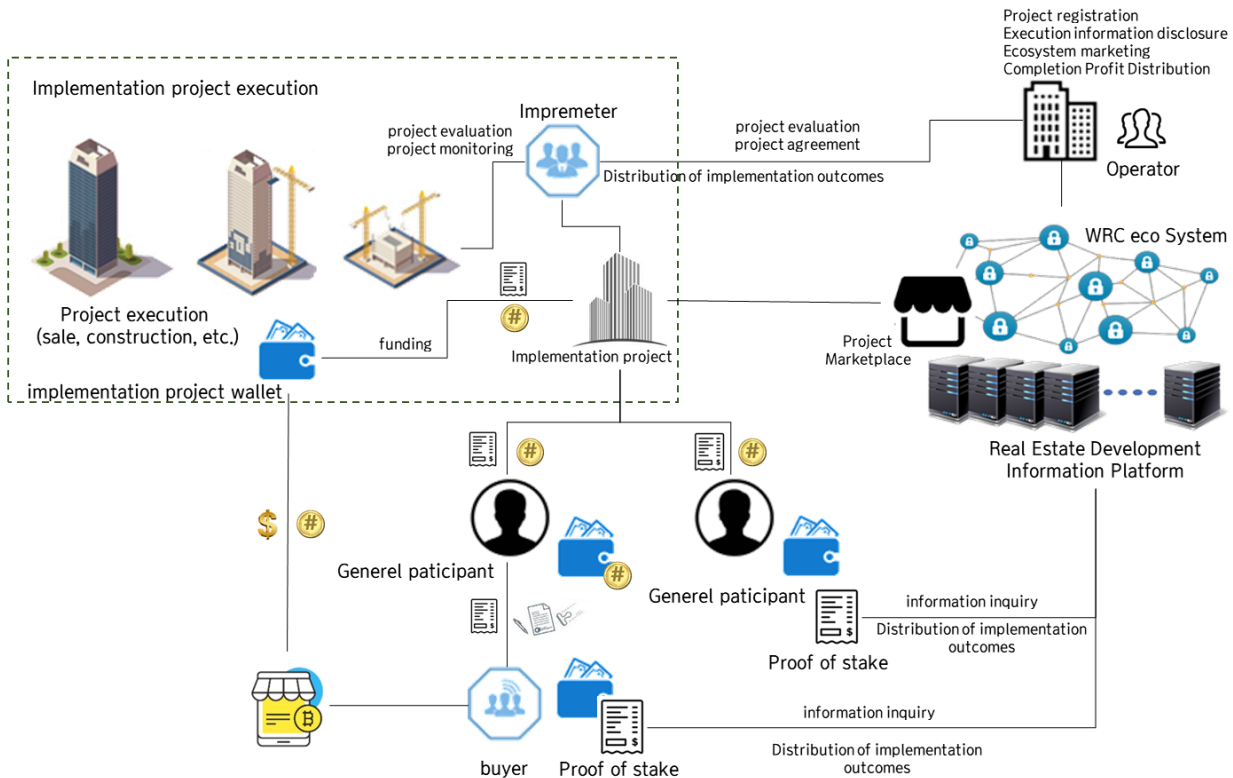 Project registration
Execution information disclosure
Ecosystem marketing
Completion Profit Distribution
Implementation project execution
Impremeter
project evaluation
project monitoring
project evaluation
project agreement
Distribution of implementation outcomes
Operator
WRC eco System
Project execution
(sale, construction, etc.)
funding
Implementation project
Project
Marketplace
implementation project wallet
Real Estate Development
Information Platform
Generel paticipant
Generel paticipant
information inquiry
Distribution of implementation
outcomes
Proof of stake
information inquiry
Distribution of implementation
outcomes
buyer
Proof of stake